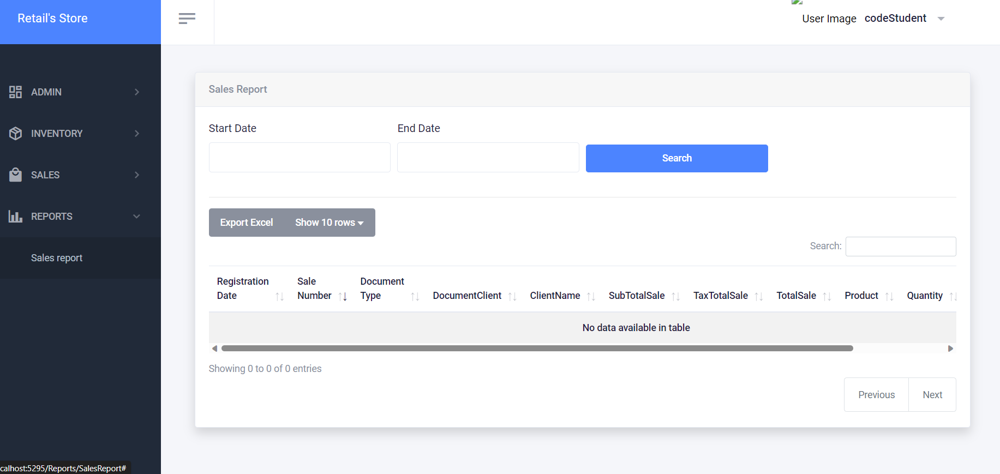 Retail's Store
User Image codeStudent
ADMIN
INVENTORY
SALES
REPORTS
Sales report
Sales Report
Start Date End Date
Search
Export Excel Show 10 rows
Search:
Registration Date Sale Number Document Type DocumentClient ClientName SubTotalSale TaxTotalSale TotalSale Product Quantity
No data available in table
Showing 0 to 0 of 0 entries
Previous Next
calhost:5295/Reports/SalesReport#